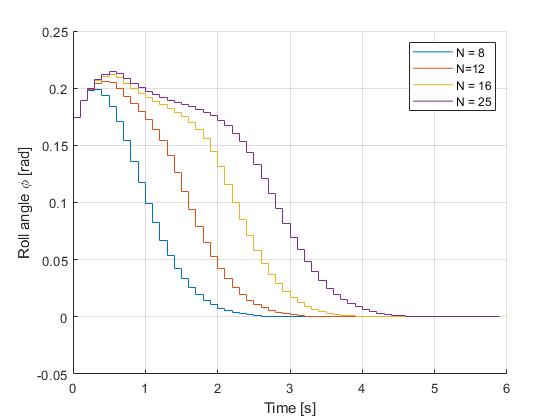 0.25
0.2
0.15
0.1
0.05
0
-0.05
Roll angle ϕ [rad]
N = 8
N=12
N = 16
N = 25
0 1 2 3 4 5 6
Time [s]